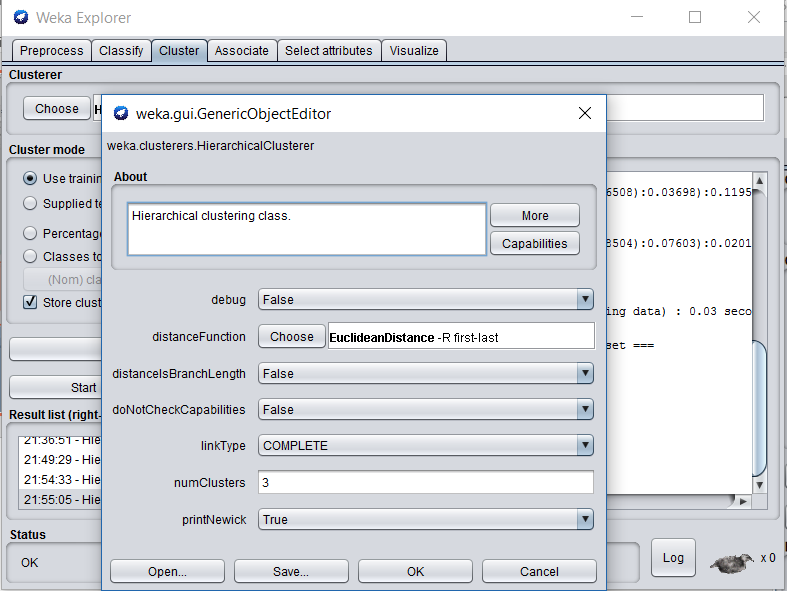 Weka Explorer
Preprocess Classify Cluster Associate Select attributes Visualize
Clusterer
Choose
weka.gui.GenericObjectEditor
weka.clusterers.HierarchicalClusterer
About
Hierarchical clustering class.
More
Capabilities
debug False
distanceFunction Choose EuclideanDistance -R first-last
distanceIsBranchLength False
doNotCheckCapabilities False
linkType COMPLETE
numClusters 3
printNewick True
Open... Save... OK Cancel
Cluster mode
Use trainin
Supplied te
Percentag
Classes to
(Nom) cla
Store clust
Start
Result list (right-
21:36:51 - Hie
21:49:29 - Hie
21:54:33 - Hie
21:55:05 - Hie
6508):0.03698):0.1195
8504):0.07603):0.0201
ing data) : 0.03 seco
set ===
Status
OK
Log
x 0